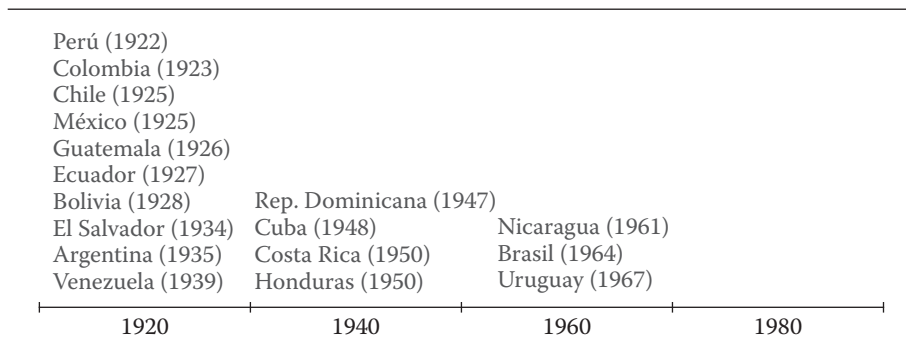 Perú (1922)
Colombia (1923)
Chile (1925)
México (1925)
Guatemala (1926)
Ecuador (1927)
Bolivia (1928)
El Salvador (1934)
Argentina (1935)
Venezuela (1939)
Rep. Dominicana (1947)
Cuba (1948)
Costa Rica (1950)
Honduras (1950)
Nicaragua (1961)
Brasil (1964)
Uruguay (1967)
1920 1940 1960 1980